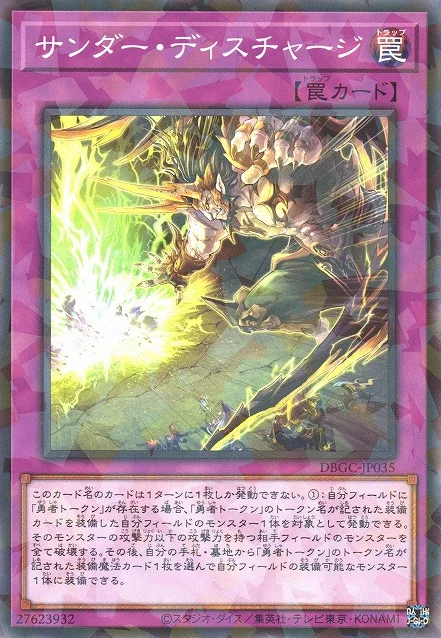 サンダー・ディスチャージ 罠
トラップ
【罠カード】
トラップ
DBGC-JP035
このカード名のカードは1ターンに1枚しか発動できない。①:自分フィールドに
「勇者トークン」が存在する場合、「勇者トークン」のトークン名が記された装備
カードを装備した自分フィールドのモンスター1体を対象として発動できる。
そのモンスターの攻撃力以下の攻撃力を持つ相手フィールドのモンスターを
全て破壊する。その後、自分の手札・墓地から「勇者トークン」のトークン名が
記された装備魔法カード1枚を選んで自分フィールドの装備可能なモンスター
1体に装備できる。
27623932
©スタジオ・ダイス/集英社・テレビ東京・KONAMI